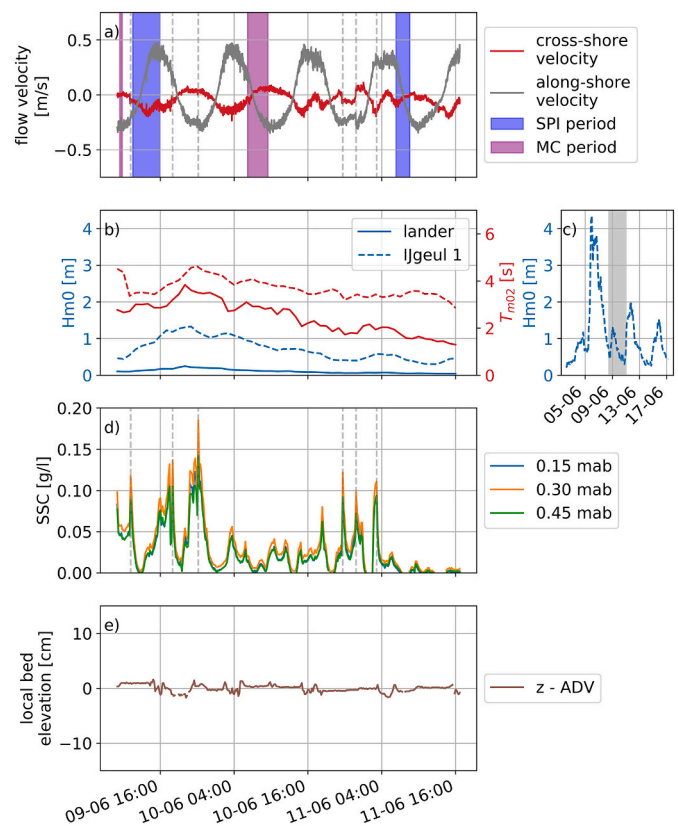 a)
flow velocity
[m/s]
0.5
0.0
−0.5
cross-shore
velocity
along-shore
velocity
SPI period
MC period
b)
Hm0 [m]
4
3
2
1
0
lander
IJgeul 1
6
4
2
0
Tm02 [s]
c)
Hm0 [m]
4
3
2
1
0
05-06
09-06
13-06
17-06
d)
SSC [g/l]
0.20
0.15
0.10
0.05
0.00
0.15 mab
0.30 mab
0.45 mab
e)
local bed
elevation [cm]
10
0
−10
z - ADV
09-06 16:00
10-06 04:00
10-06 16:00
11-06 04:00
11-06 16:00